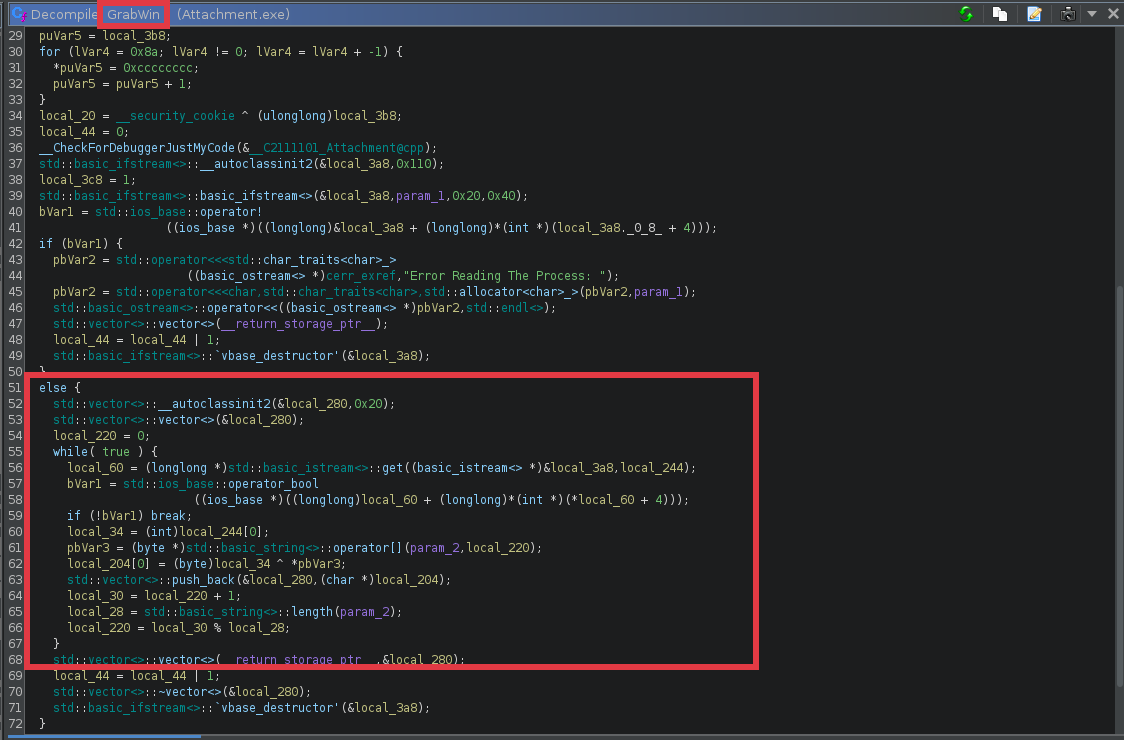 Decompile GrabWin (Attachment.exe)
29 puVar5 = local_3b8;
30 for (lVar4 = 0x8a; lVar4 != 0; lVar4 = lVar4 + -1) {
31 *puVar5 = 0xcccccccc;
32 puVar5 = puVar5 + 1;
33 }
34 local_20 = __security_cookie ^ (ulonglong)local_3b8;
35 local_44 = 0;
36 __CheckForDebuggerJustMyCode(&__C2111101_Attachment@cpp);
37 std::basic_ifstream<>::__autoclassinit2(&local_3a8,0x110);
38 local_3c8 = 1;
39 std::basic_ifstream<>::basic_ifstream<>(&local_3a8,param_1,0x20,0x40);
40 bVar1 = std::ios_base::operator!
41 ((ios_base *)((longlong)&local_3a8 + (longlong)*(int *)(local_3a8._0_8_ + 4)));
42 if (bVar1) {
43 pbVar2 = std::operator<<<std::char_traits<char>_>
44 ((basic_ostream<> *)cerr_exref,"Error Reading The Process: ");
45 pbVar2 = std::operator<<<char,std::char_traits<char>,std::allocator<char>_>(pbVar2,param_1);
46 std::basic_ostream<>::operator<<((basic_ostream<> *)pbVar2,std::endl<>);
47 std::vector<>::vector<>(__return_storage_ptr__);
48 local_44 = local_44 | 1;
49 std::basic_ifstream<>::`vbase_destructor'(&local_3a8);
50 }
51 else {
52 std::vector<>::__autoclassinit2(&local_280,0x20);
53 std::vector<>::vector<>(&local_280);
54 local_220 = 0;
55 while( true ) {
56 local_60 = (longlong *)std::basic_istream<>::get((basic_istream<> *)&local_3a8,local_244);
57 bVar1 = std::ios_base::operator_bool
58 ((ios_base *)((longlong)local_60 + (longlong)*(int *)(*local_60 + 4)));
59 if (!bVar1) break;
60 local_34 = (int)local_244[0];
61 pbVar3 = (byte *)std::basic_string<>::operator[](param_2,local_220);
62 local_204[0] = (byte)local_34 ^ *pbVar3;
63 std::vector<>::push_back(&local_280,(char *)local_204);
64 local_30 = local_220 + 1;
65 local_28 = std::basic_string<>::length(param_2);
66 local_220 = local_30 % local_28;
67 }
68 std::vector<>::vector<>(__return_storage_ptr__,&local_280);
69 local_44 = local_44 | 1;
70 std::vector<>::~vector<>(&local_280);
71 std::basic_ifstream<>::`vbase_destructor'(&local_3a8);
72 }